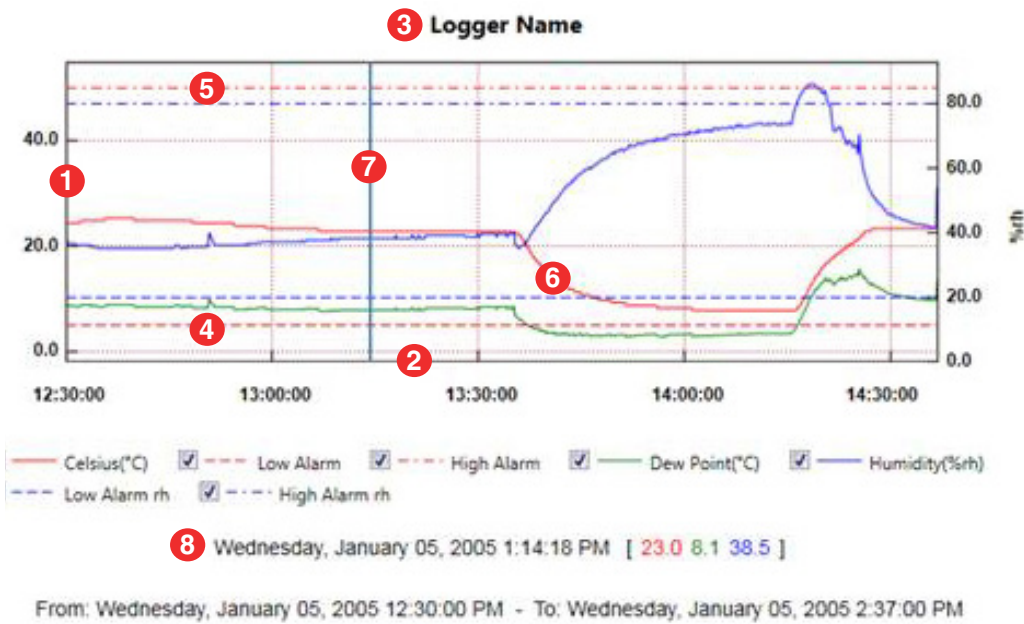 3 Logger Name
5
80.0
40.0
7
60.0
1
20.0
40.0
%rh
6
20.0
4
0.0
2
0.0
12:30:00 13:00:00 13:30:00 14:00:00 14:30:00
Celsius(°C) Low Alarm High Alarm Dew Point(°C) Humidity(%rh)
Low Alarm rh High Alarm rh
8 Wednesday, January 05, 2005 1:14:18 PM [ 23.0 8.1 38.5 ]
From: Wednesday, January 05, 2005 12:30:00 PM - To: Wednesday, January 05, 2005 2:37:00 PM